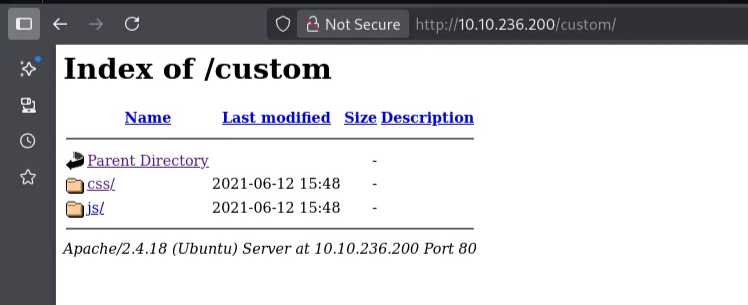 Not Secure http://10.10.236.200/custom/
Index of /custom
Name Last modified Size Description
Parent Directory -
css/ 2021-06-12 15:48 -
js/ 2021-06-12 15:48 -
Apache/2.4.18 (Ubuntu) Server at 10.10.236.200 Port 80